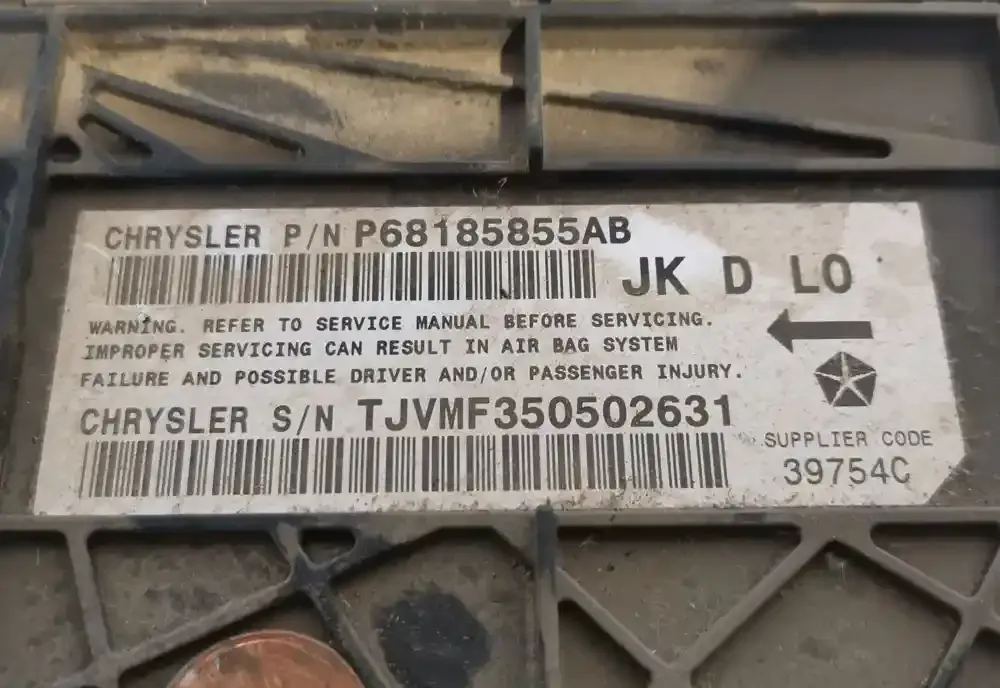 CHRYSLER P/N P68185855AB
JK D LO
WARNING. REFER TO SERVICE MANUAL BEFORE SERVICING.
IMPROPER SERVICING CAN RESULT IN AIR BAG SYSTEM
FAILURE AND POSSIBLE DRIVER AND/OR PASSENGER INJURY.
CHRYSLER S/N TJVMF350502631
SUPPLIER CODE
39754C